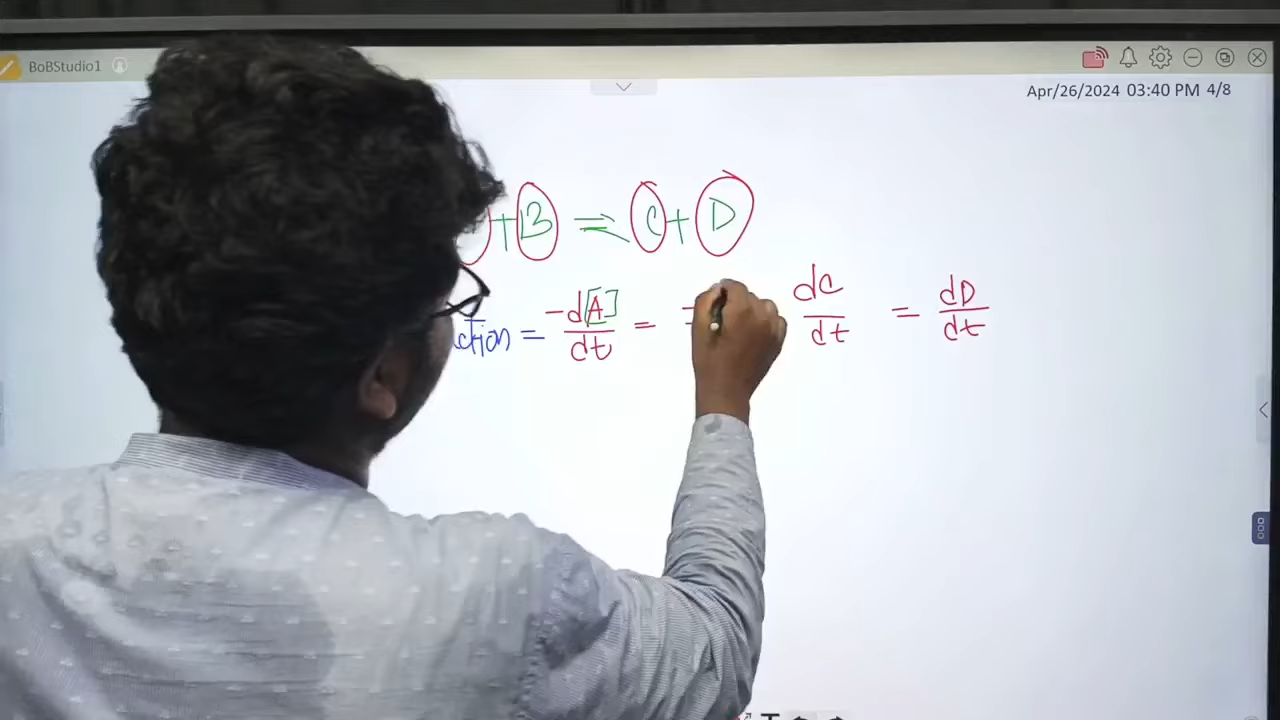 BoBStudio1
Apr/26/2024 03:40 PM 4/8
+ B ⇌ C + D
ction = -d[A]/dt = dC/dt = dD/dt